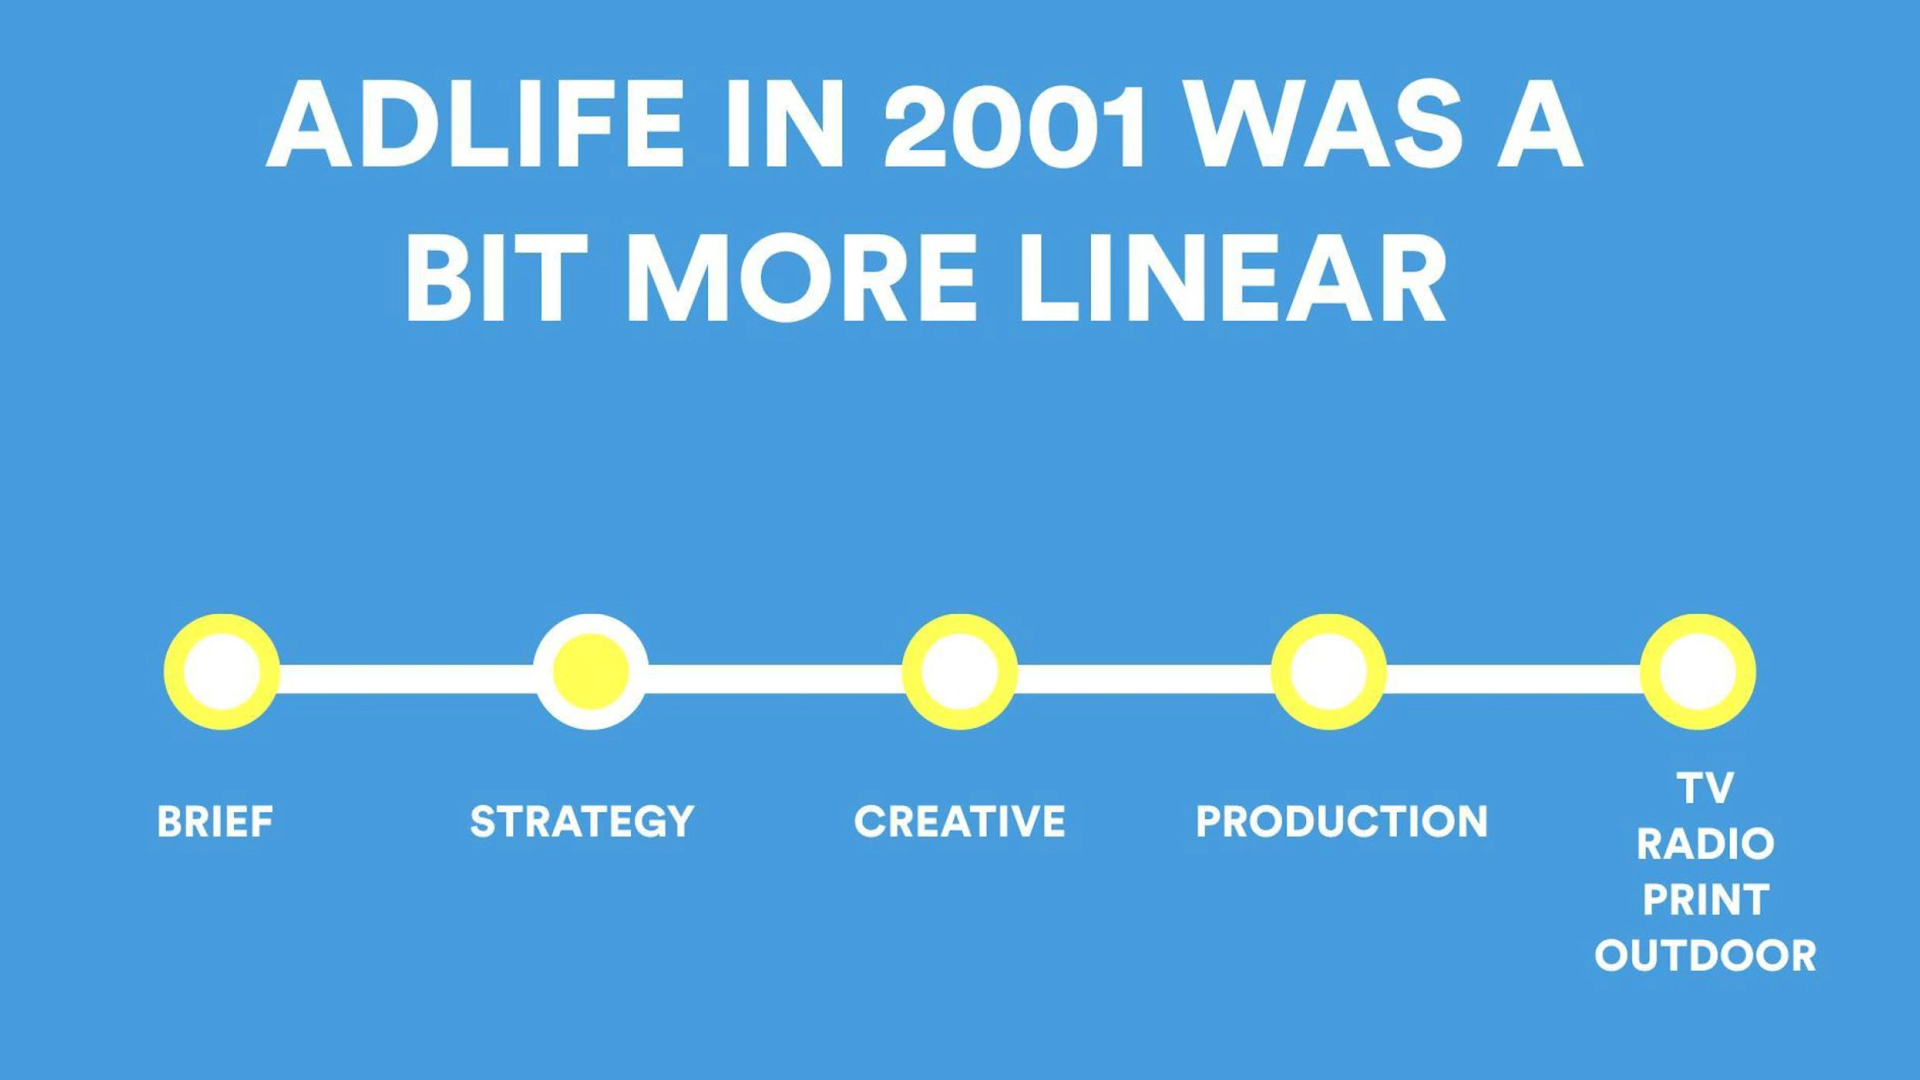 ADLIFE IN 2001 WAS A
BIT MORE LINEAR
BRIEF
STRATEGY
CREATIVE
PRODUCTION
TV
RADIO
PRINT
OUTDOOR